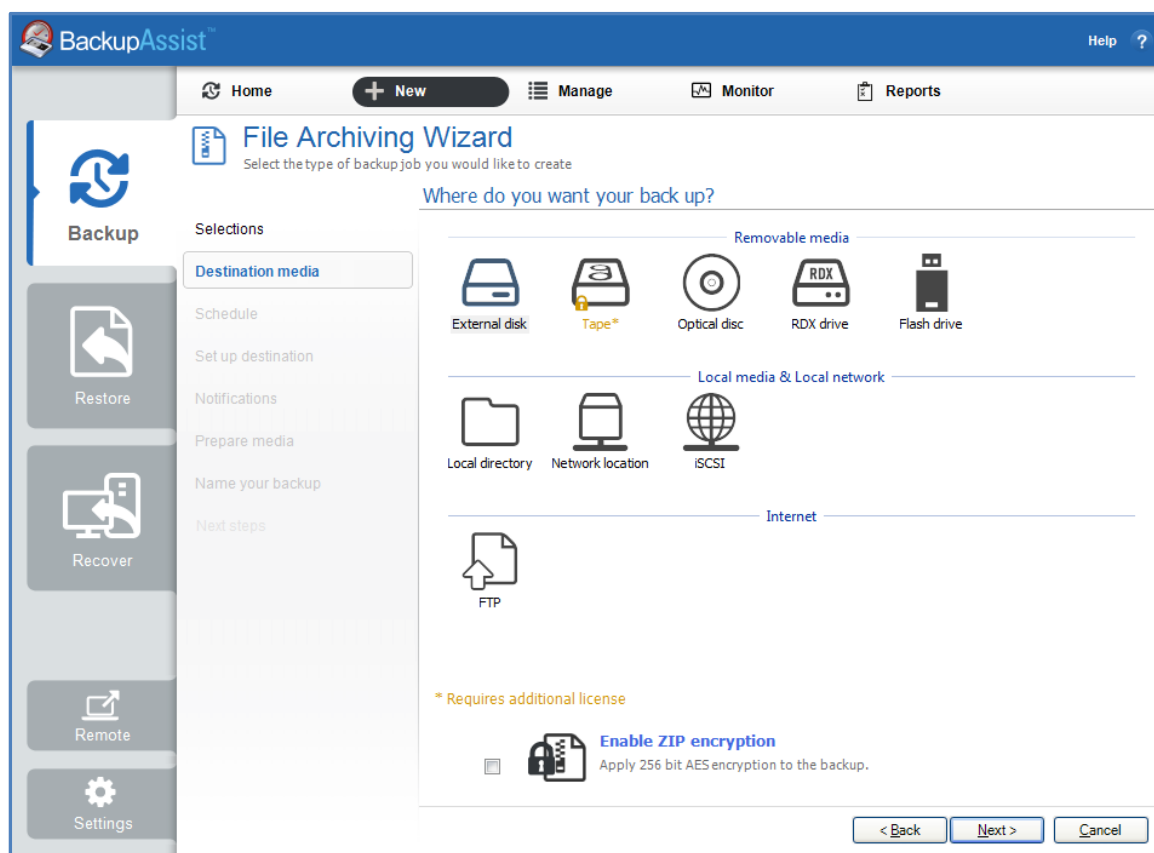 BackupAssist™
Help ?
Home
New
Manage
Monitor
Reports
File Archiving Wizard
Select the type of backup job you would like to create
Where do you want your back up?
Backup
Restore
Recover
Remote
Settings
Selections
Destination media
Schedule
Set up destination
Notifications
Prepare media
Name your backup
Next steps
Removable media
External disk
Tape*
Optical disc
RDX
RDX drive
Flash drive
Local media & Local network
Local directory
Network location
iSCSI
Internet
FTP
* Requires additional license
Enable ZIP encryption
Apply 256 bit AES encryption to the backup.
< Back
Next >
Cancel